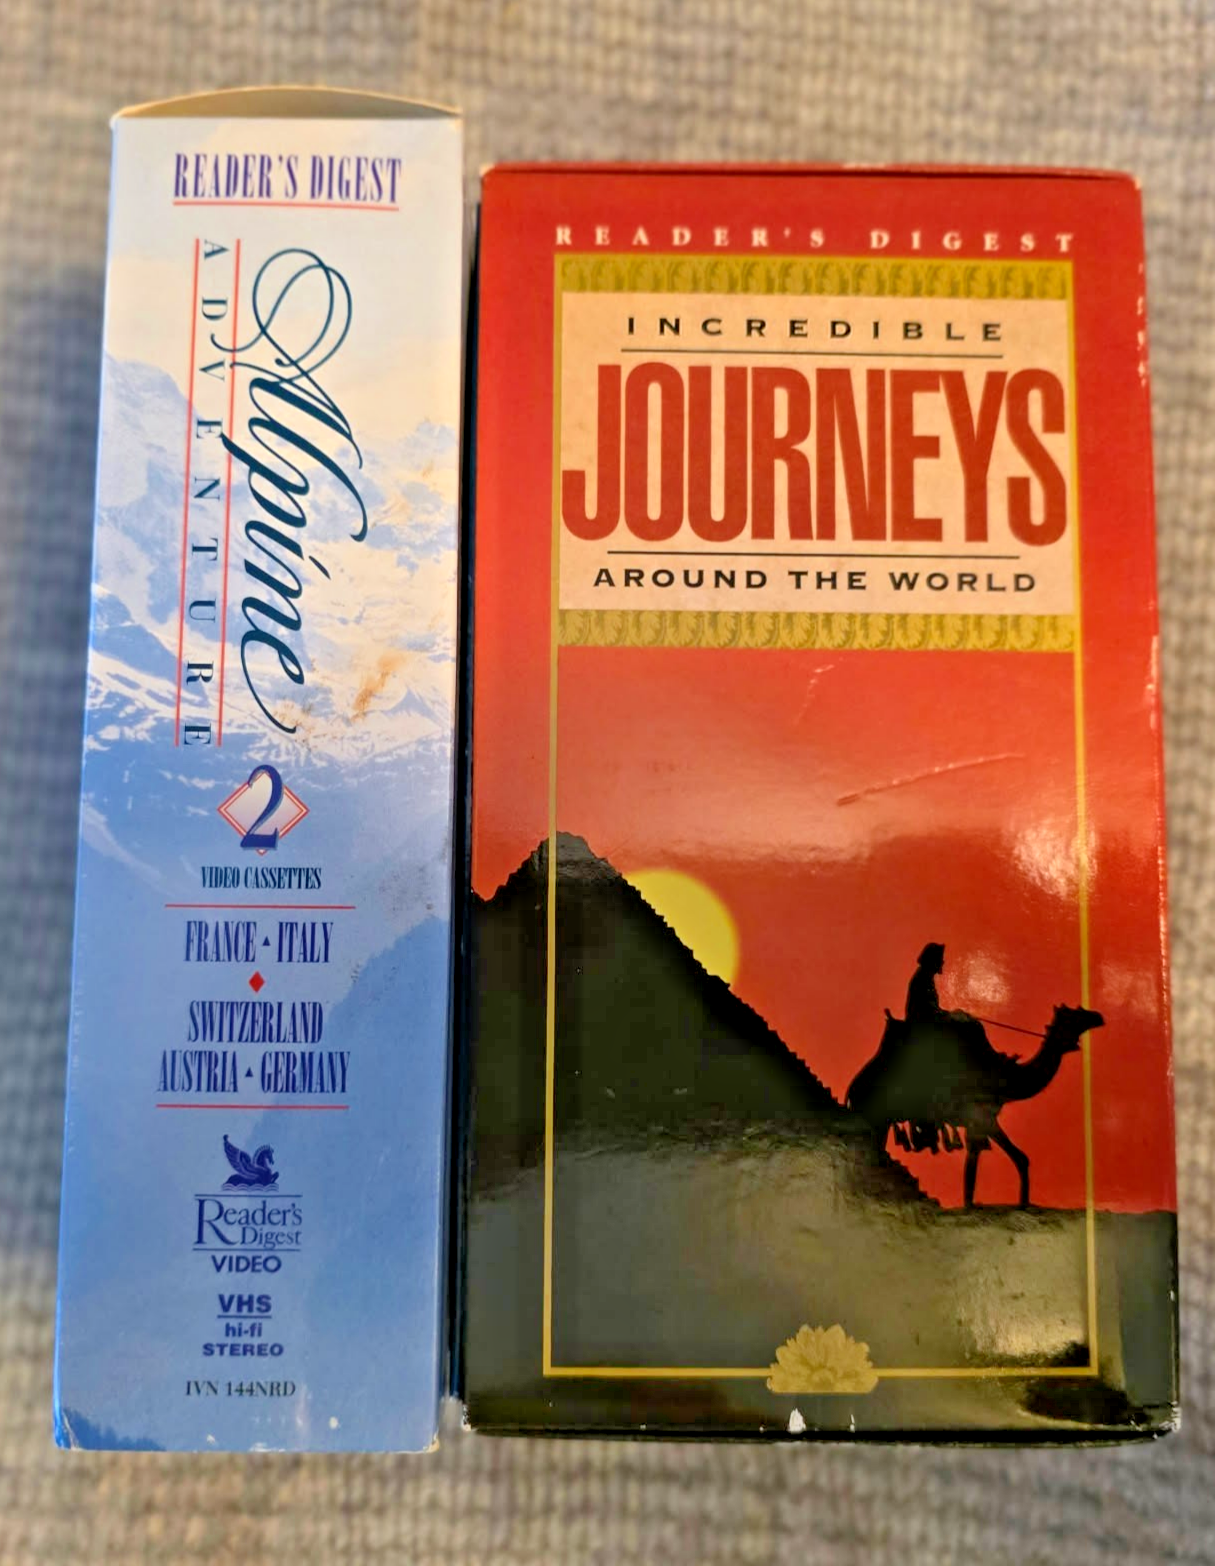 READER'S DIGEST
Alpine
ADVENTURE
2
VIDEO CASSETTES
FRANCE ▲ ITALY
SWITZERLAND
AUSTRIA ▲ GERMANY
Reader's
Digest
VIDEO
VHS
hi-fi
STEREO
IVN 144NRD
READER'S DIGEST
INCREDIBLE
JOURNEYS
AROUND THE WORLD